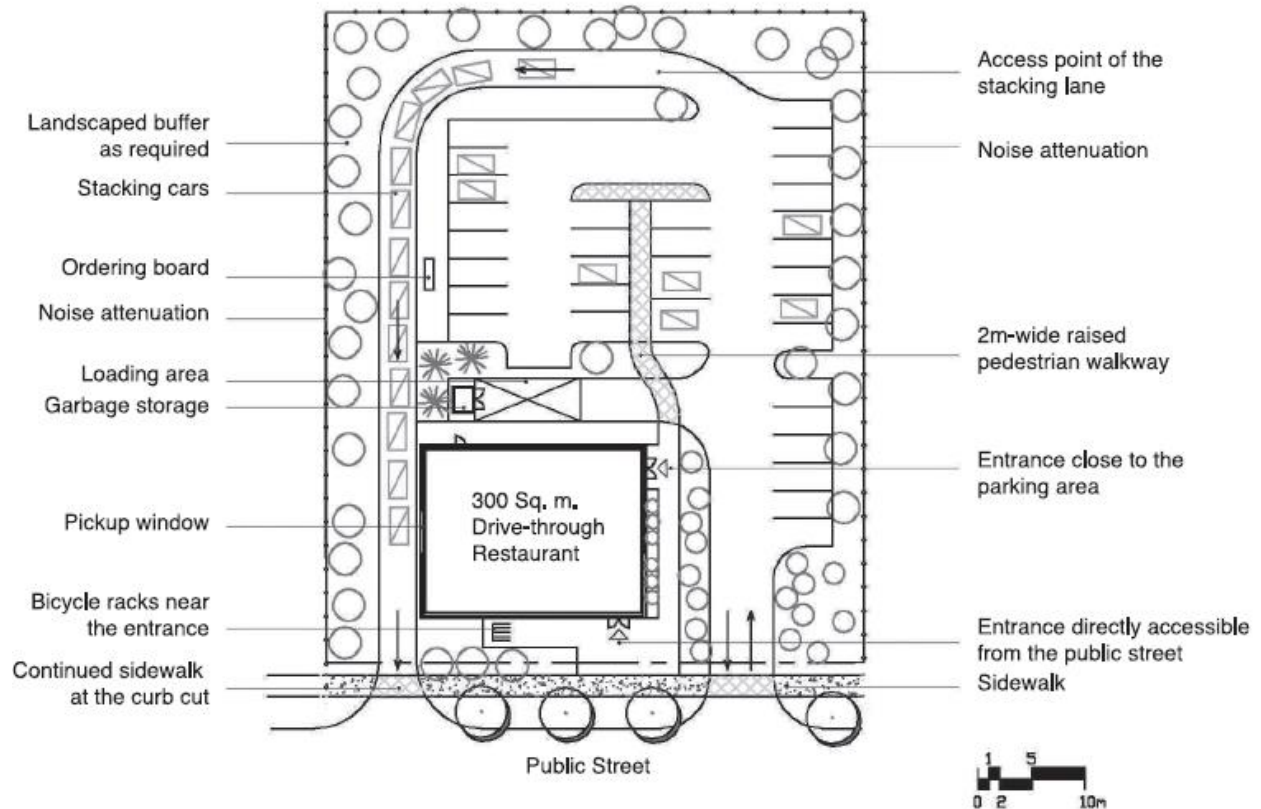 Landscaped buffer
as required
Stacking cars
Ordering board
Noise attenuation
Loading area
Garbage storage
Pickup window
Bicycle racks near
the entrance
Continued sidewalk
at the curb cut
300 Sq. m.
Drive-through
Restaurant
Public Street
Access point of the
stacking lane
Noise attenuation
2m-wide raised
pedestrian walkway
Entrance close to the
parking area
Entrance directly accessible
from the public street
Sidewalk
1 5
0 2 10m